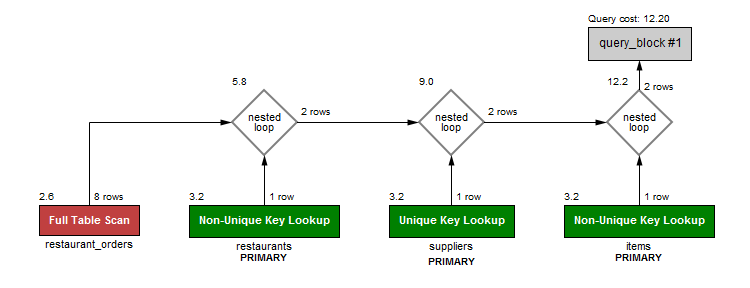 Query cost: 12.20
query_block #1
5.8
9.0
12.2
2 rows
nested
loop
2 rows
nested
loop
2 rows
nested
loop
2.6
8 rows
3.2
1 row
3.2
1 row
3.2
1 row
Full Table Scan
Non-Unique Key Lookup
Unique Key Lookup
Non-Unique Key Lookup
restaurant_orders
restaurants
PRIMARY
suppliers
PRIMARY
items
PRIMARY